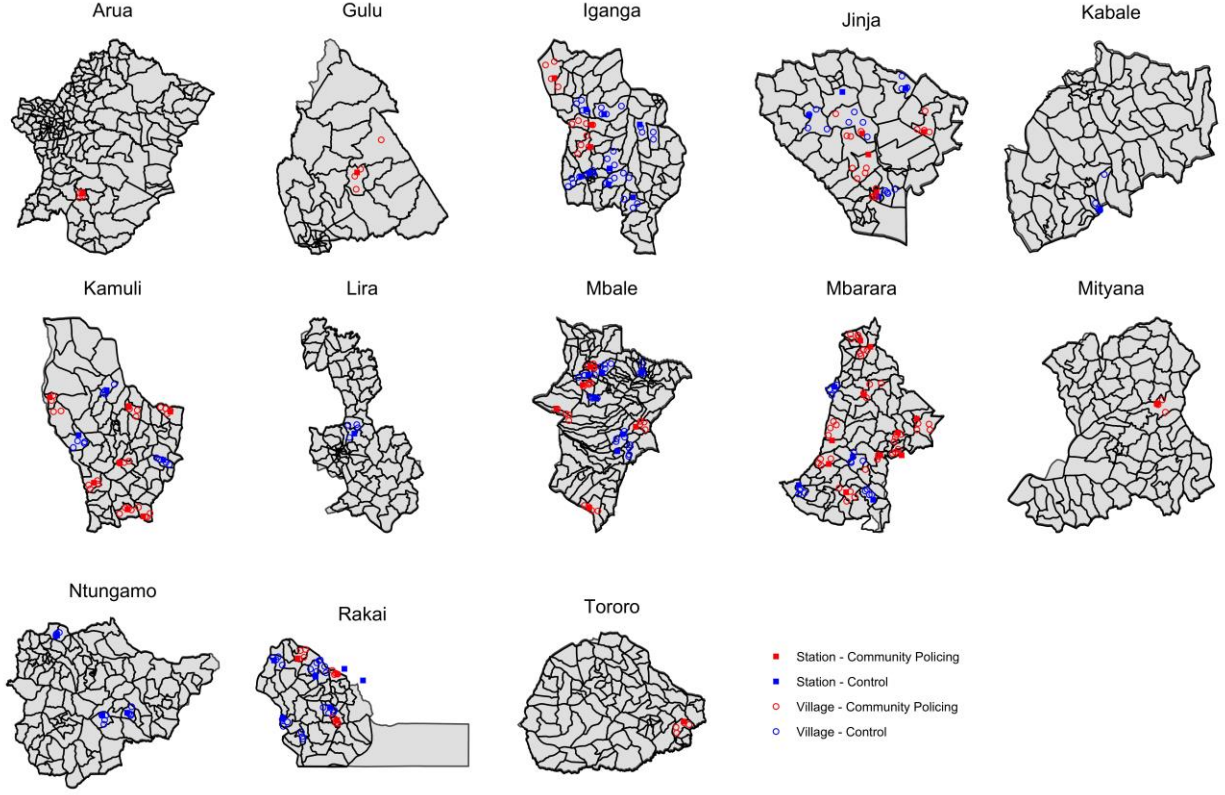 Arua
Gulu
Iganga
Jinja
Kabale
Kamuli
Lira
Mbale
Mbarara
Mityana
Ntungamo
Rakai
Tororo
Station - Community Policing
Station - Control
Village - Community Policing
Village - Control